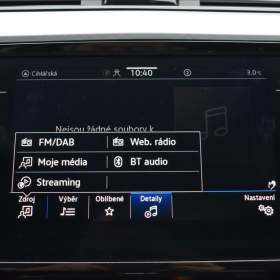 Cihlářská 10:40 2 3.0°C
Nejsou žádné soubory k
FM/DAB Web. rádio
Moje média BT audio
Streaming
Zdroj Výběr Oblíbené Detaily Nastavení